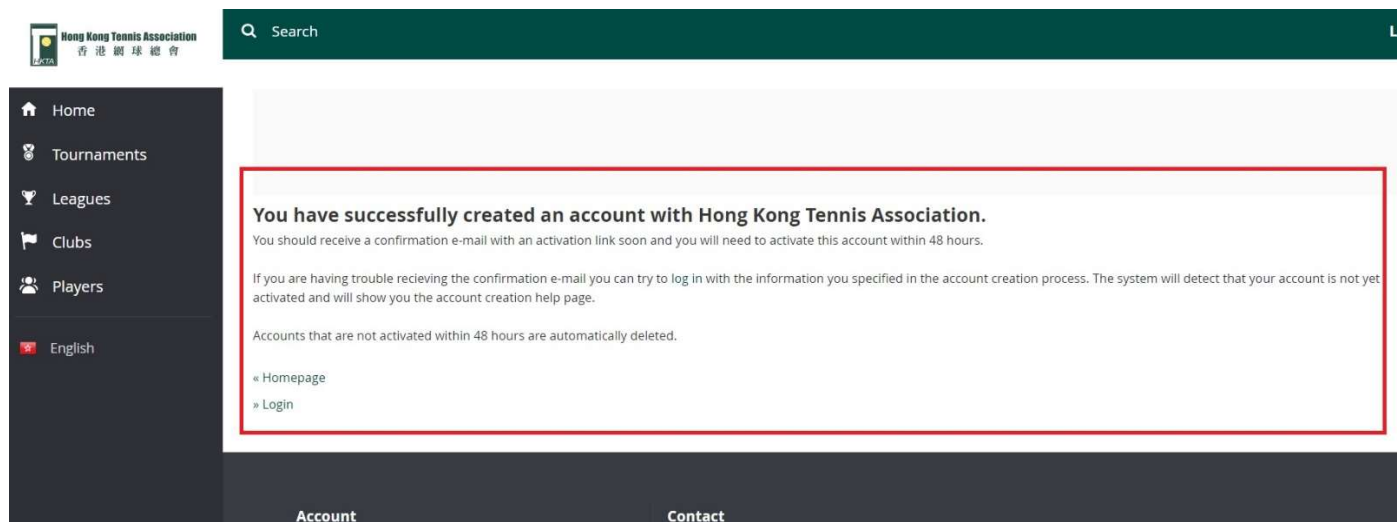 Hong Kong Tennis Association
香港網球總會
HKTA
Search
L
Home
Tournaments
Leagues
Clubs
Players
English
You have successfully created an account with Hong Kong Tennis Association.
You should receive a confirmation e-mail with an activation link soon and you will need to activate this account within 48 hours.
If you are having trouble recieving the confirmation e-mail you can try to log in with the information you specified in the account creation process. The system will detect that your account is not yet
activated and will show you the account creation help page.
Accounts that are not activated within 48 hours are automatically deleted.
« Homepage
» Login
Account
Contact